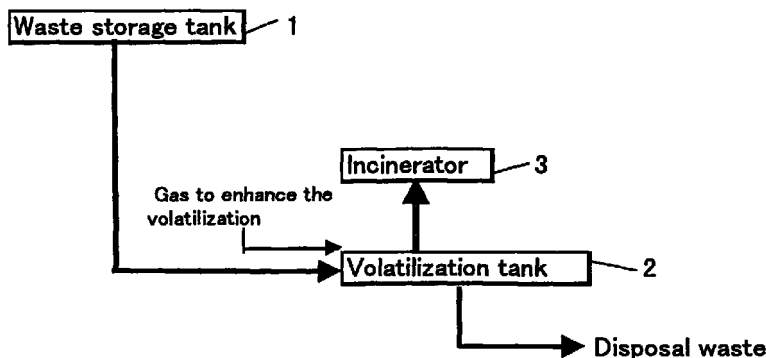 Waste storage tank 1
Incinerator 3
Gas to enhance the
volatilization
Volatilization tank 2
Disposal waste